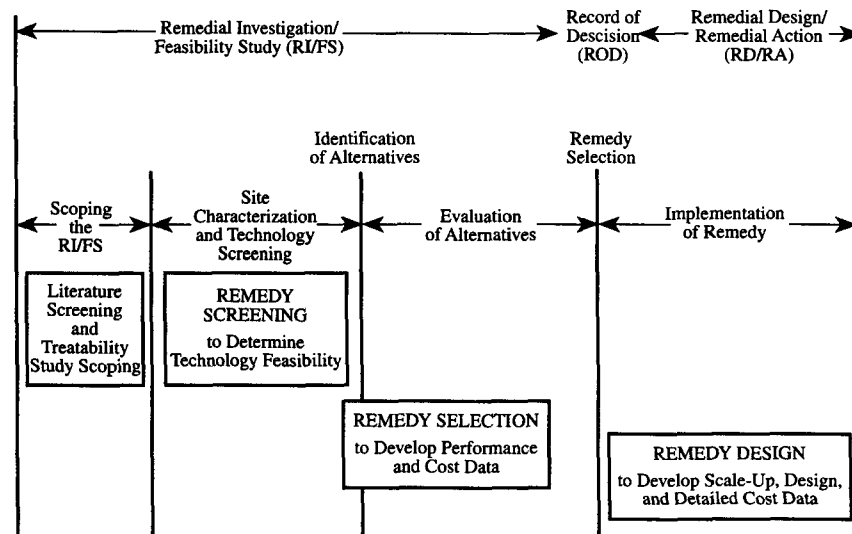 Remedial Investigation/
Feasibility Study (RI/FS)
Record of
Descision
(ROD)
Remedial Design/
Remedial Action
(RD/RA)
Identification
of Alternatives
Remedy
Selection
Scoping
the
RI/FS
Site
Characterization
and Technology
Screening
Evaluation
of Alternatives
Implementation
of Remedy
Literature
Screening
and
Treatability
Study Scoping
REMEDY
SCREENING
to Determine
Technology Feasibility
REMEDY SELECTION
to Develop Performance
and Cost Data
REMEDY DESIGN
to Develop Scale-Up, Design,
and Detailed Cost Data